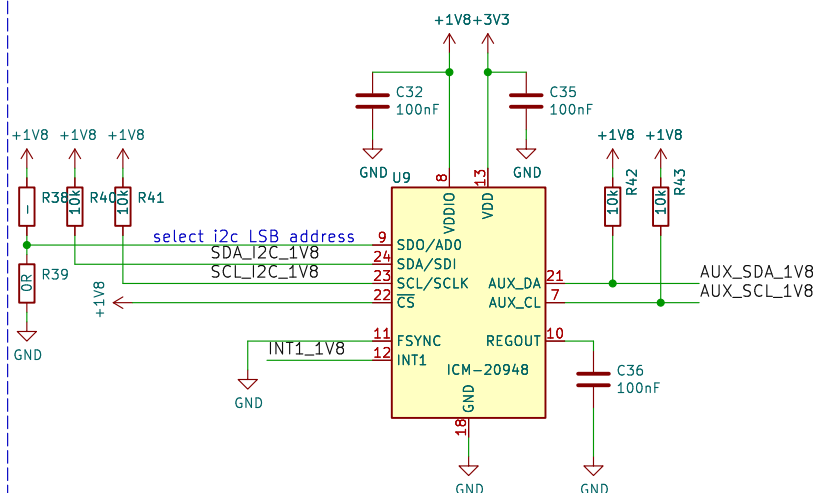 +1V8+3V3
C32
100nF
C35
100nF
+1V8 +1V8 +1V8
+1V8 +1V8
GND
GND
U9
8
13
R38
-
R40
10k
R41
10k
R42
10k
R43
10k
VDDIO
VDD
select i2c LSB address
9
SDO/AD0
SDA_I2C_1V8
24
SDA/SDI
R39
0R
SCL_I2C_1V8
23
SCL/SCLK
AUX_DA
21
AUX_SDA_1V8
+1V8
22
CS
AUX_CL
7
AUX_SCL_1V8
GND
11
FSYNC
REGOUT
10
INT1_1V8
12
INT1
ICM-20948
C36
100nF
GND
GND
18
GND
GND